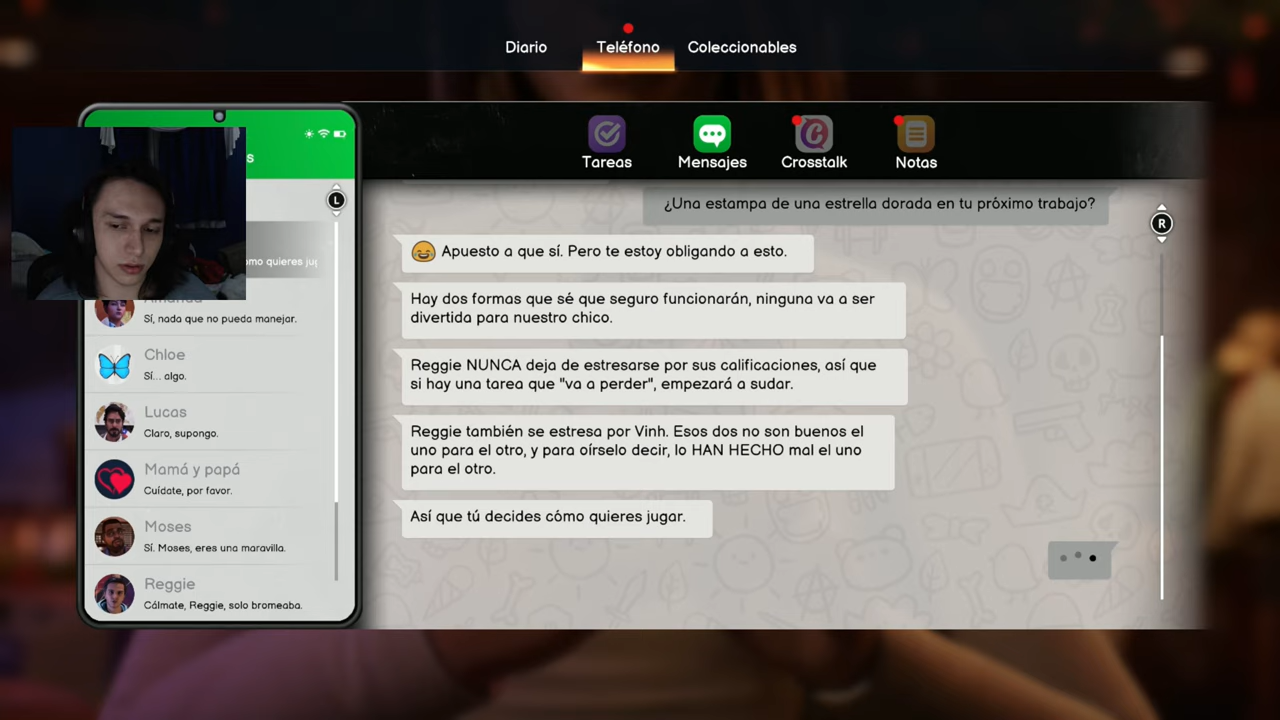 Diario
Teléfono
Coleccionables
Tareas
Mensajes
Crosstalk
Notas
L
R
Amanda
Sí, nada que no pueda manejar.
Chloe
Sí... algo.
Lucas
Claro, supongo.
Mamá y papá
Cuídate, por favor.
Moses
Sí. Moses, eres una maravilla.
Reggie
Cálmate, Reggie, solo bromeaba.
¿Una estampa de una estrella dorada en tu próximo trabajo?
Apuesto a que sí. Pero te estoy obligando a esto.
Hay dos formas que sé que seguro funcionarán, ninguna va a ser
divertida para nuestro chico.
Reggie NUNCA deja de estresarse por sus calificaciones, así que
si hay una tarea que "va a perder", empezará a sudar.
Reggie también se estresa por Vinh. Esos dos no son buenos el
uno para el otro, y para oírselo decir, lo HAN HECHO mal el uno
para el otro.
Así que tú decides cómo quieres jugar.